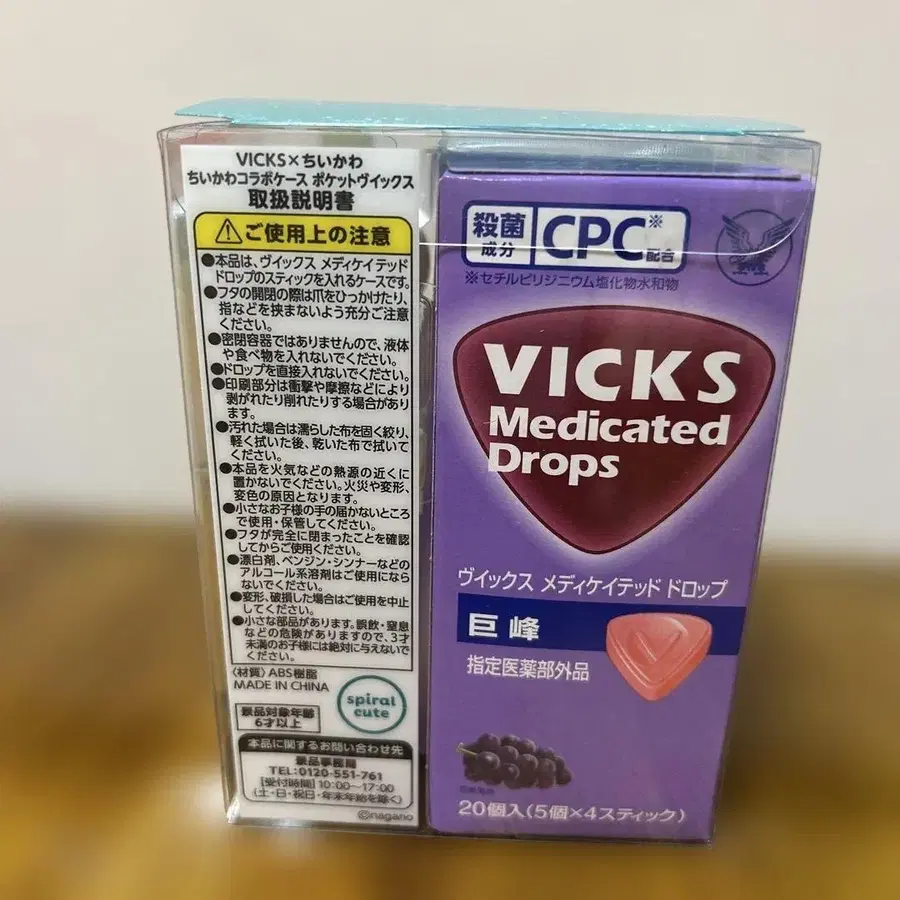 VICKS×ちいかわ
ちいかわコラボケース ポケットヴイックス
取扱説明書
⚠ご使用上の注意
●本品は、ヴイックス メディケイテッド
ドロップのスティックを入れるケースです。
●フタの開閉の際は爪をひっかけたり、
指などを挟まないよう充分ご注意
ください。
●密閉容器ではありませんので、液体
や食べ物を入れないでください。
●ドロップを直接入れないでください。
●印刷部分は衝撃や摩擦などにより
剥がれたり削れたりする場合があり
ます。
●汚れた場合は濡らした布を固く絞り、
軽く拭いた後、乾いた布で拭いて
ください。
●本品を火気などの熱源の近くに
置かないでください。火災や変形、
変色の原因となります。
●小さなお子様の手の届かないところ
で使用・保管してください。
●フタが完全に閉まったことを確認
してからご使用ください。
●漂白剤、ベンジン・シンナーなどの
アルコール系溶剤はご使用になら
ないでください。
●変形、破損した場合はご使用を中止
してください。
●小さな部品があります。誤飲・窒息
などの危険がありますので、3才
未満のお子様には絶対に与えないで
ください。
〈材質〉ABS樹脂
MADE IN CHINA
景品対象年齢
6才以上
spiral
cute
本品に関するお問い合わせ先
景品事務局
TEL:0120-551-761
[受付時間]10:00〜17:00
(土・日・祝日・年末年始を除く)
©nagano
殺菌
成分
CPC※
配合
※セチルピリジニウム塩化物水和物
VICKS
Medicated
Drops
ヴイックス メディケイテッド ドロップ
巨峰
指定医薬部外品
20個入(5個×4スティック)